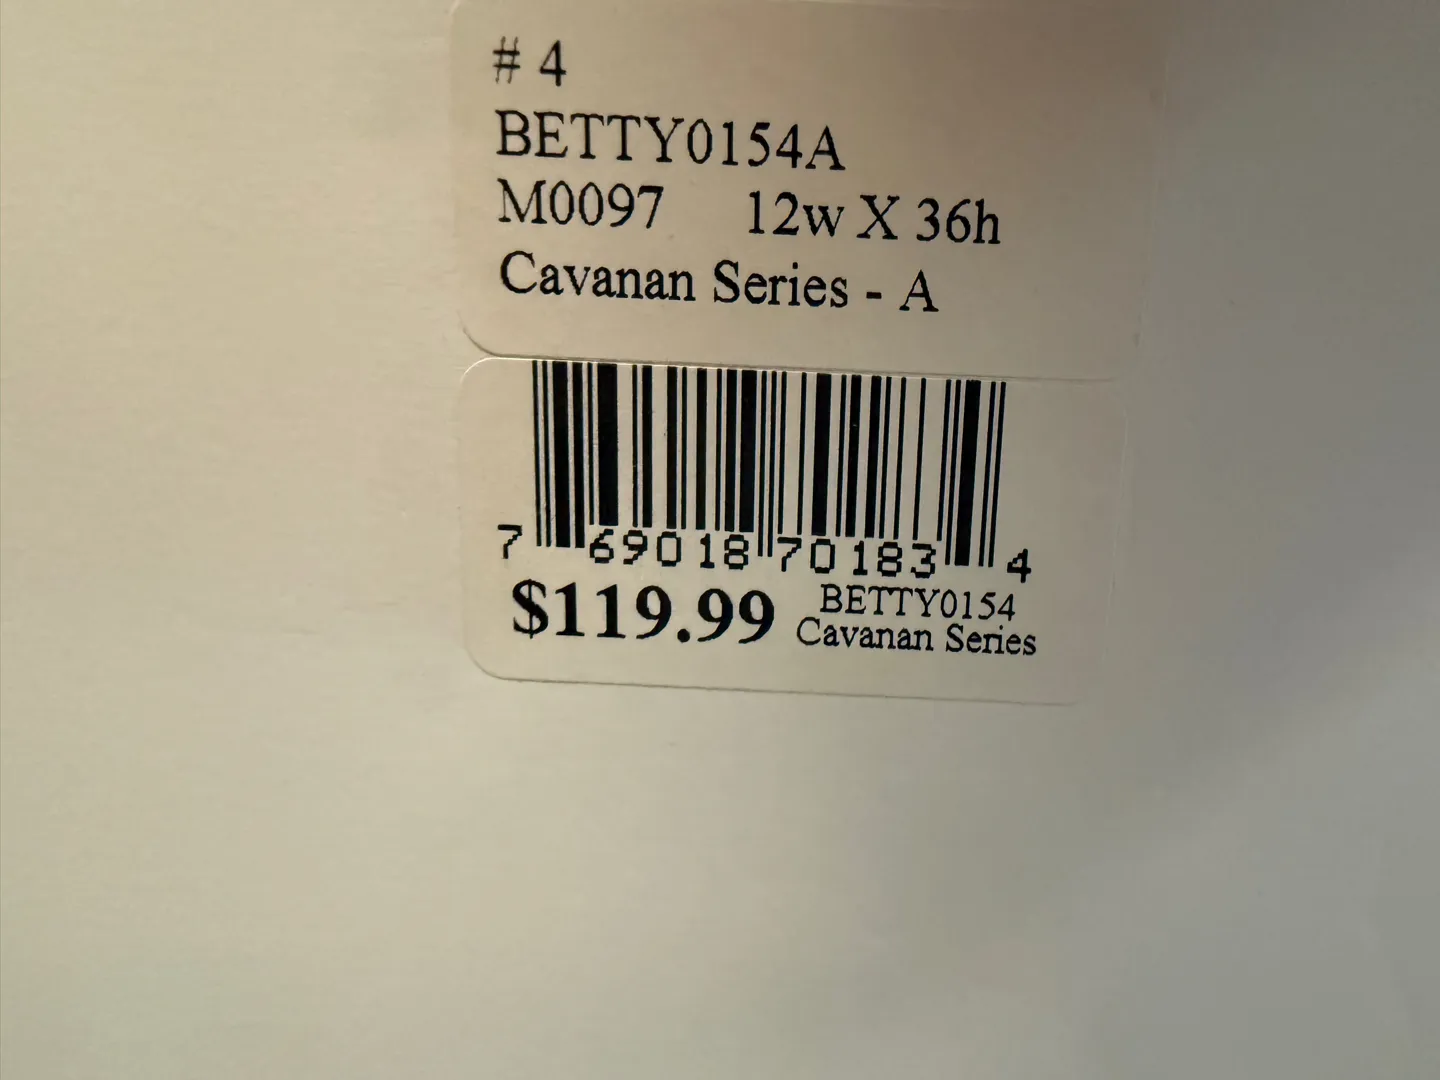 # 4
BETTY0154A
M0097 12w X 36h
Cavanan Series - A
7 69018 70183 4
$119.99 BETTY0154
Cavanan Series